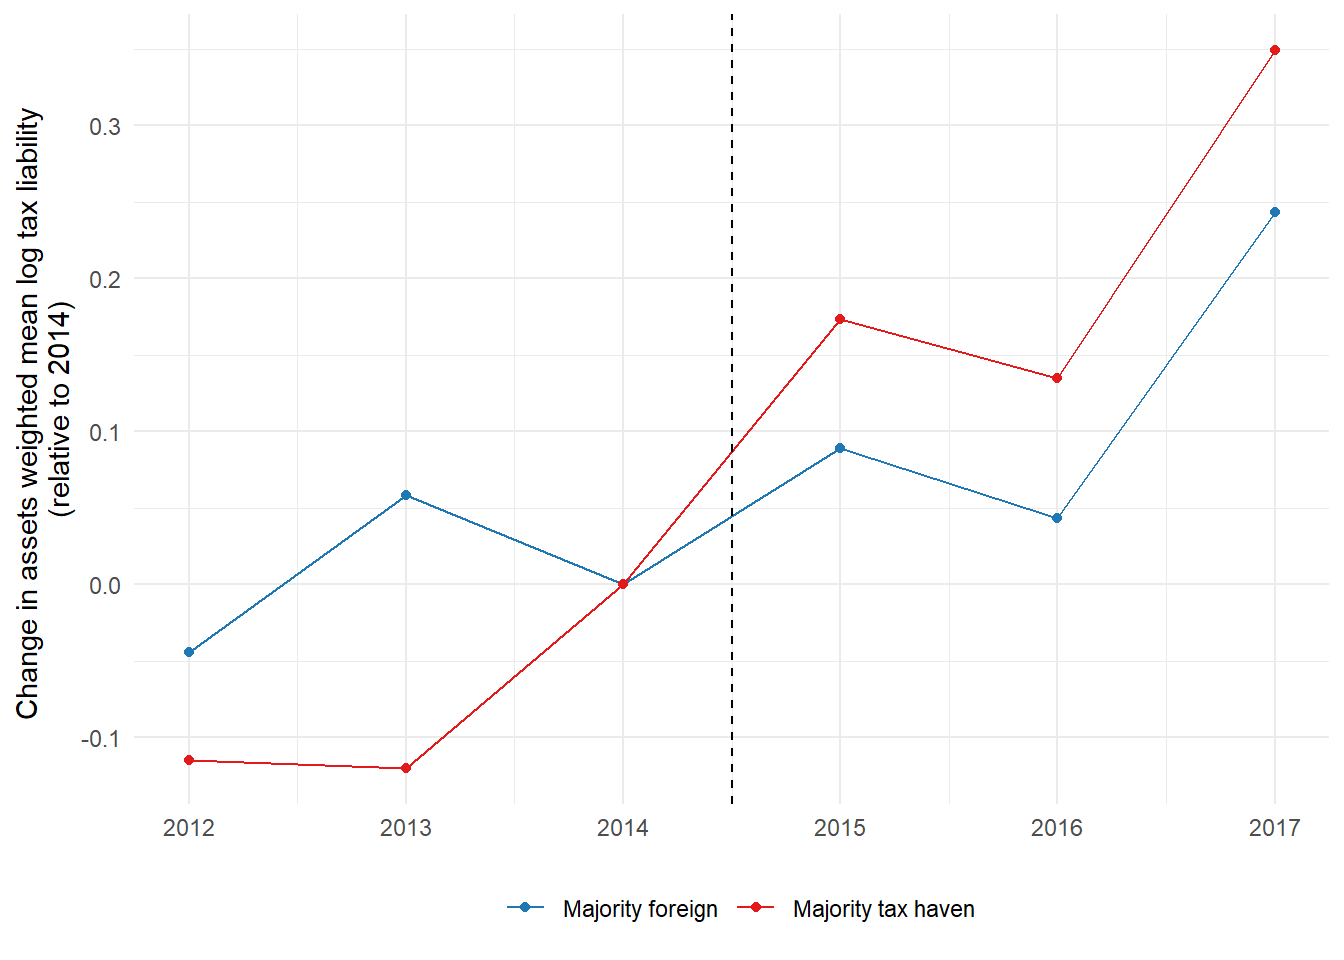 Change in assets weighted mean log tax liability
(relative to 2014)
0.3
0.2
0.1
0.0
-0.1
2012 2013 2014 2015 2016 2017
Majority foreign Majority tax haven